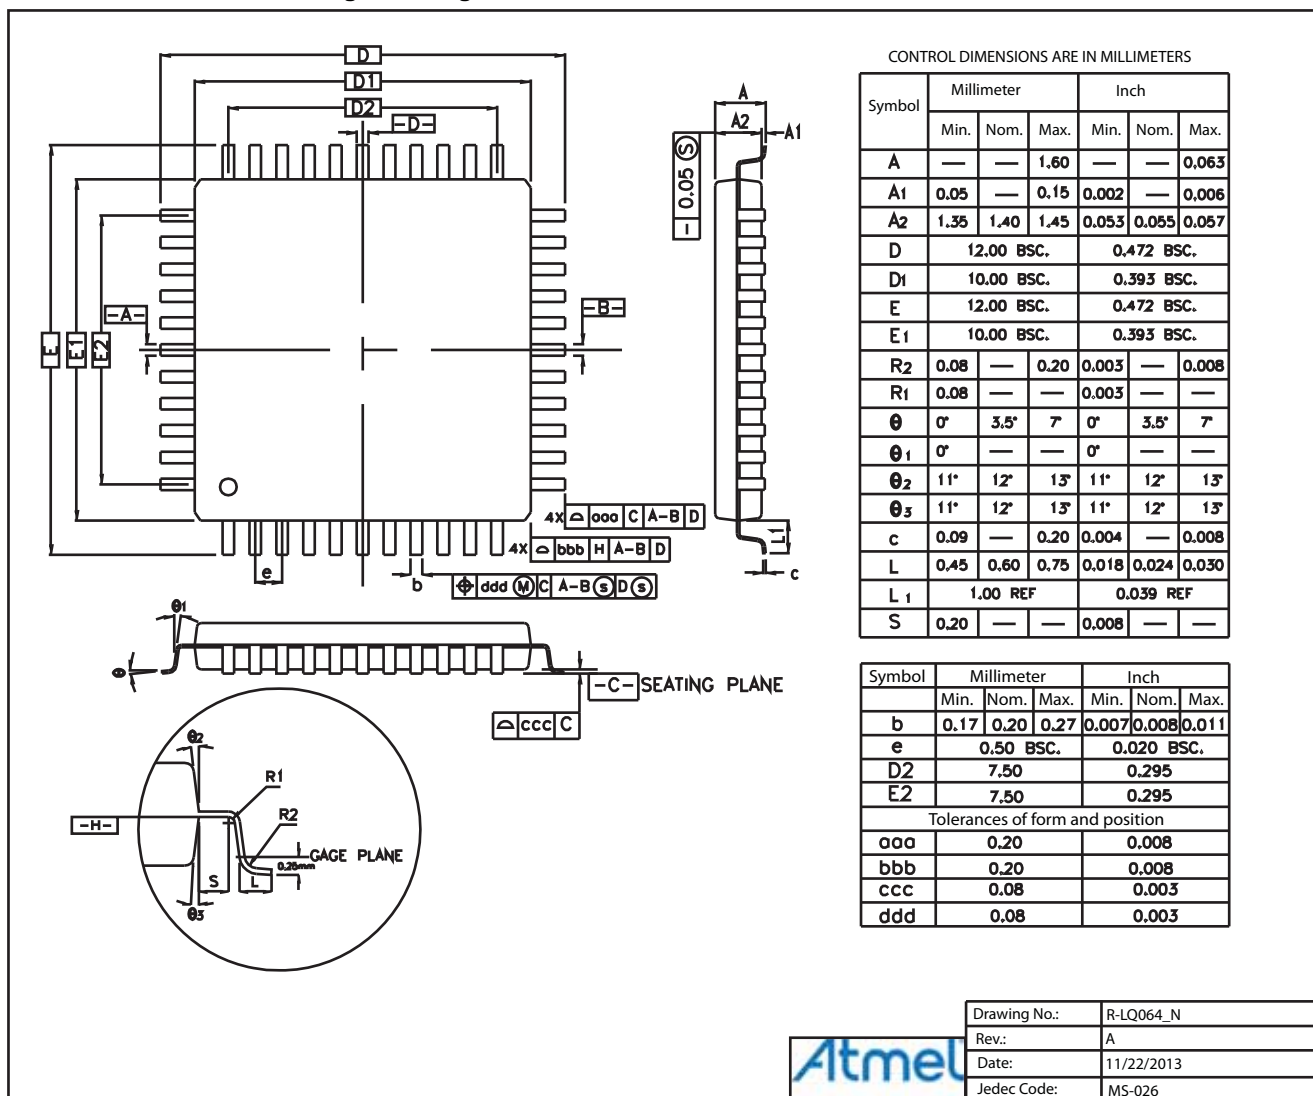 D
D1
D2
-D-
-A-
-B-
E
E1
E2
4X aaa C A-B D
4X bbb H A-B D
ddd M C A-B S D S
e
b
A
A2
A1
0.05 S
L1
c
θ1
θ
-C- SEATING PLANE
ccc C
θ2
R1
R2
-H-
GAGE PLANE
0.25mm
S
L
θ3
CONTROL DIMENSIONS ARE IN MILLIMETERS
Symbol Millimeter Inch
Min. Nom. Max. Min. Nom. Max.
A — — 1.60 — — 0.063
A1 0.05 — 0.15 0.002 — 0.006
A2 1.35 1.40 1.45 0.053 0.055 0.057
D 12.00 BSC. 0.472 BSC.
D1 10.00 BSC. 0.393 BSC.
E 12.00 BSC. 0.472 BSC.
E1 10.00 BSC. 0.393 BSC.
R2 0.08 — 0.20 0.003 — 0.008
R1 0.08 — — 0.003 — —
θ 0° 3.5° 7° 0° 3.5° 7°
θ1 0° — — 0° — —
θ2 11° 12° 13° 11° 12° 13°
θ3 11° 12° 13° 11° 12° 13°
c 0.09 — 0.20 0.004 — 0.008
L 0.45 0.60 0.75 0.018 0.024 0.030
L1 1.00 REF 0.039 REF
S 0.20 — — 0.008 — —
Symbol Millimeter Inch
Min. Nom. Max. Min. Nom. Max.
b 0.17 0.20 0.27 0.007 0.008 0.011
e 0.50 BSC. 0.020 BSC.
D2 7.50 0.295
E2 7.50 0.295
Tolerances of form and position
aaa 0.20 0.008
bbb 0.20 0.008
ccc 0.08 0.003
ddd 0.08 0.003
Atmel
Drawing No.: R-LQ064_N
Rev.: A
Date: 11/22/2013
Jedec Code: MS-026